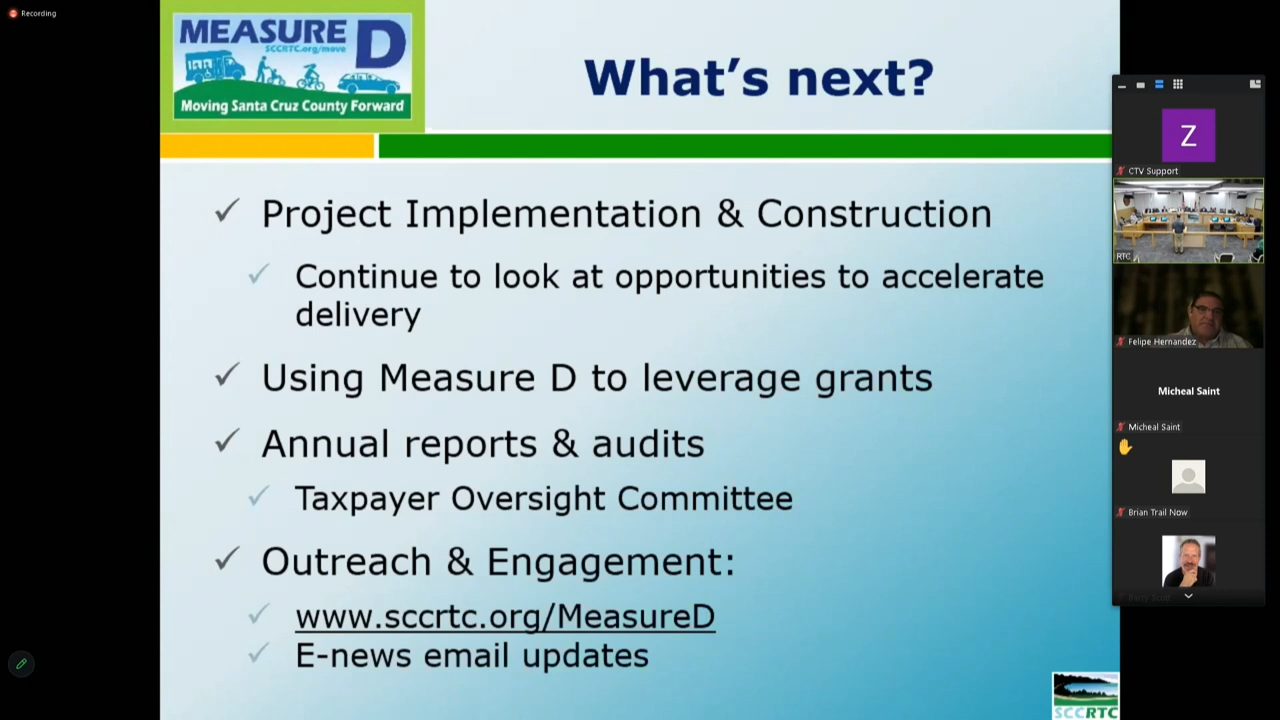 Recording
MEASURE D
SCCRTC.org/move
Moving Santa Cruz County Forward
What's next?
Project Implementation & Construction
Continue to look at opportunities to accelerate
delivery
Using Measure D to leverage grants
Annual reports & audits
Taxpayer Oversight Committee
Outreach & Engagement:
www.sccrtc.org/MeasureD
E-news email updates
SCCRTC
Z
CTV Support
RTC
Felipe Hernandez
Micheal Saint
Micheal Saint
Brian Trail Now